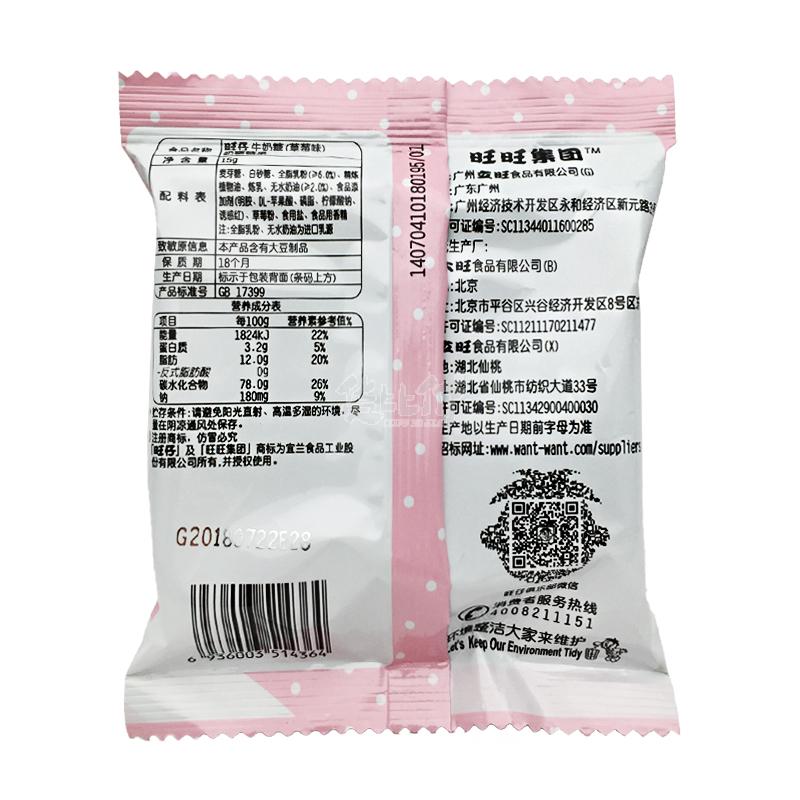 食品名称 旺仔牛奶糖(草莓味)
净含量 15g
配料表 麦芽糖、白砂糖、全脂乳粉(≥6.0%)、精炼
植物油、炼乳、无水奶油(≥2.0%)、食品添
加剂(明胶、DL-苹果酸、磷脂、柠檬酸钠、
诱惑红)、草莓粉、食用盐、食品用香精
注:全脂乳粉、无水奶油为进口乳源
致敏原信息 本产品含有大豆制品
保质期 18个月
生产日期 标示于包装背面(条码上方)
产品标准号 GB 17399
营养成分表
项目 每100g 营养素参考值%
能量 1824kJ 22%
蛋白质 3.2g 5%
脂肪 12.0g 20%
-反式脂肪酸 0g
碳水化合物 78.0g 26%
钠 180mg 9%
贮存条件:请避免阳光直射、高温多湿的环境,尽
量在阴凉通风处保存。
注册商标,仿冒必究
「旺仔」及「旺旺集团」商标为宜兰食品工业股
份有限公司所有,并授权使用。
G20180722E28
6 936003 514364
14070410180195/01
旺旺集团™
:广州立旺食品有限公司(G)
:广东广州
:广州经济技术开发区永和经济区新元路3
可证编号:SC11344011600285
生产厂:
立旺食品有限公司(B)
:北京
:北京市平谷区兴谷经济开发区8号区
可证编号:SC11211170211477
立旺食品有限公司(X)
地:湖北仙桃
:湖北省仙桃市纺织大道33号
可证编号:SC11342900400030
产地以生产日期前字母为准
招标网址:www.want-want.com/suppliers
旺仔俱乐部微信
消费者服务热线
4008211151
环境整洁大家来维护
Let's Keep Our Environment Tidy